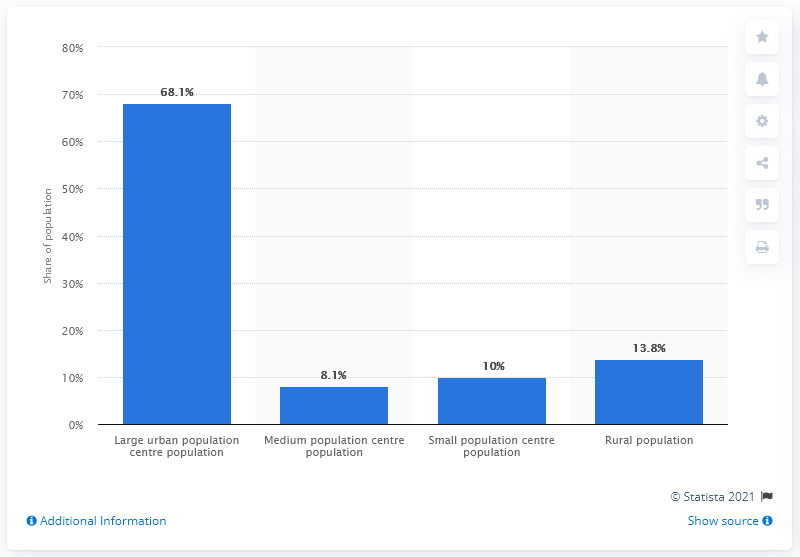 80%
70%
60%
50%
40%
30%
20%
10%
0%
Share of population
68.1%
8.1%
10%
13.8%
Large urban population
centre population
Medium population centre
population
Small population centre
population
Rural population
© Statista 2021
Additional Information
Show source